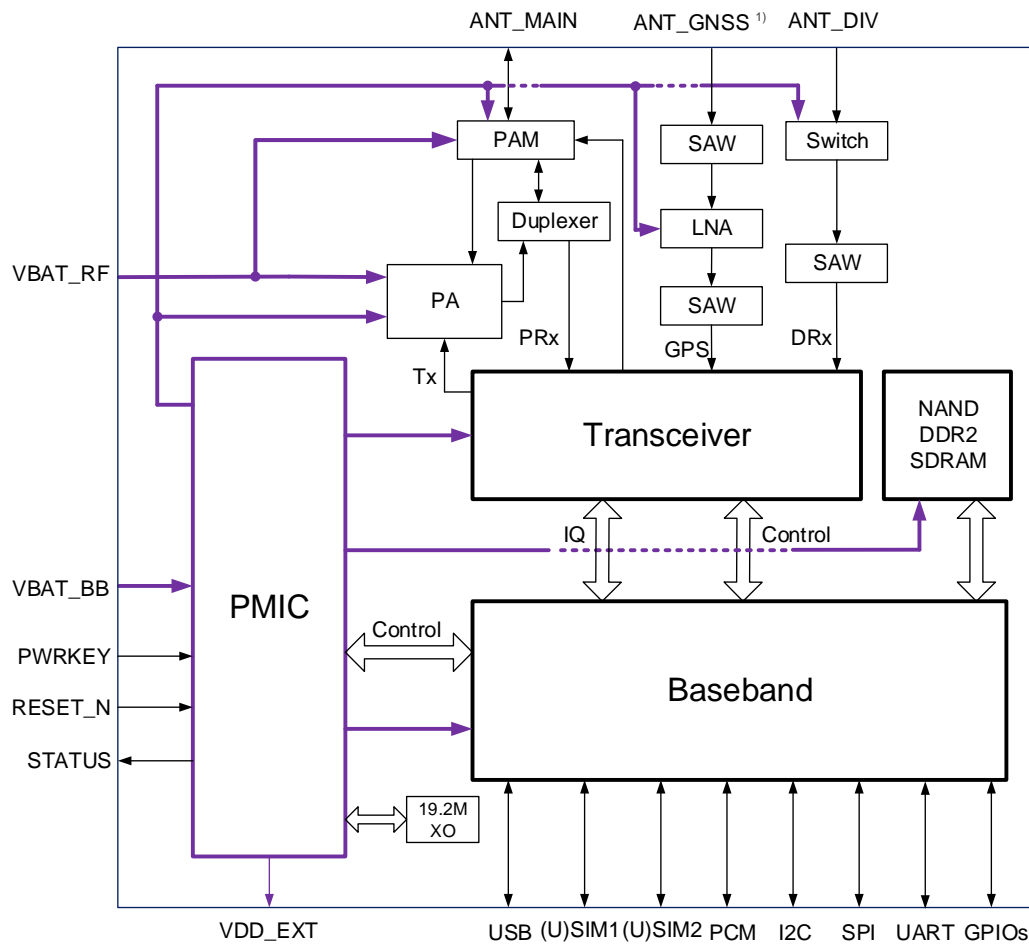 ANT_MAIN ANT_GNSS 1) ANT_DIV
PAM
SAW
Switch
Duplexer
LNA
SAW
VBAT_RF
PA
SAW
PRx
GPS
DRx
Tx
Transceiver
NAND
DDR2
SDRAM
IQ
Control
VBAT_BB
PMIC
Control
PWRKEY
Baseband
RESET_N
STATUS
19.2M
XO
VDD_EXT
USB (U)SIM1 (U)SIM2 PCM I2C SPI UART GPIOs